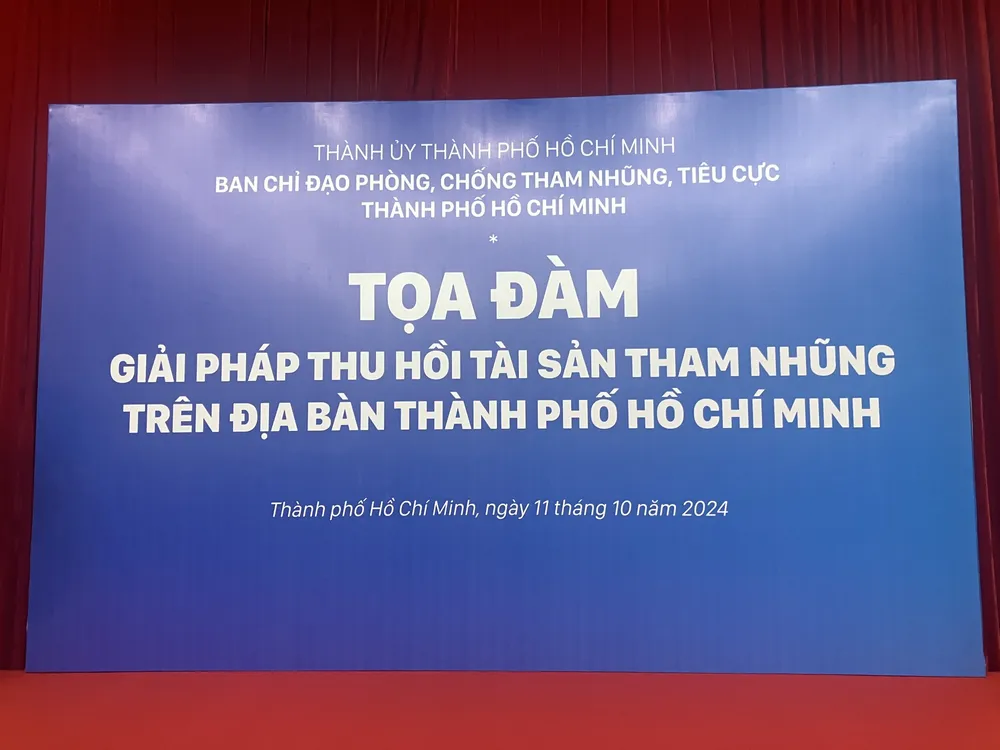 THÀNH ỦY THÀNH PHỐ HỒ CHÍ MINH
BAN CHỈ ĐẠO PHÒNG, CHỐNG THAM NHŨNG, TIÊU CỰC
THÀNH PHỐ HỒ CHÍ MINH
*
TỌA ĐÀM
GIẢI PHÁP THU HỒI TÀI SẢN THAM NHŨNG
TRÊN ĐỊA BÀN THÀNH PHỐ HỒ CHÍ MINH
Thành phố Hồ Chí Minh, ngày 11 tháng 10 năm 2024